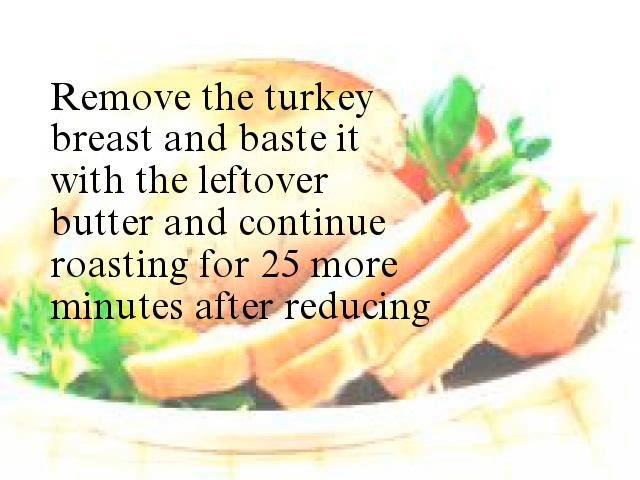 Remove the turkey
breast and baste it
with the leftover
butter and continue
roasting for 25 more
minutes after reducing